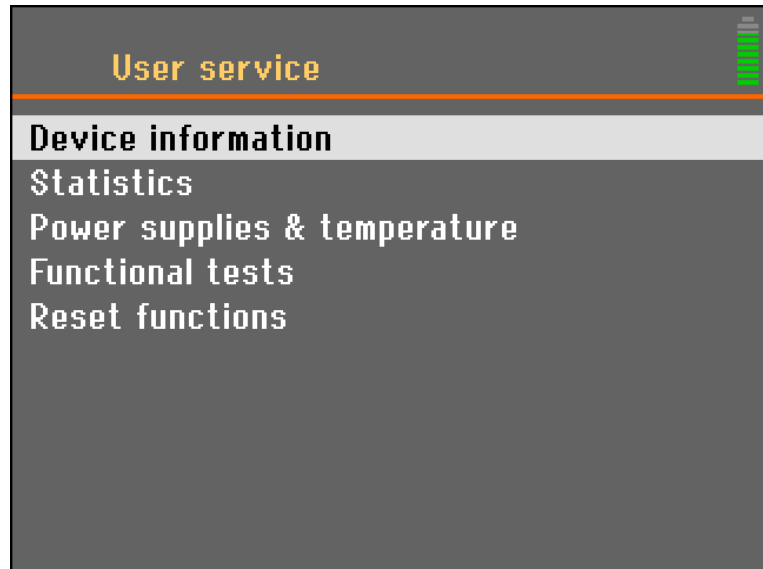 User service
Device information
Statistics
Power supplies & temperature
Functional tests
Reset functions